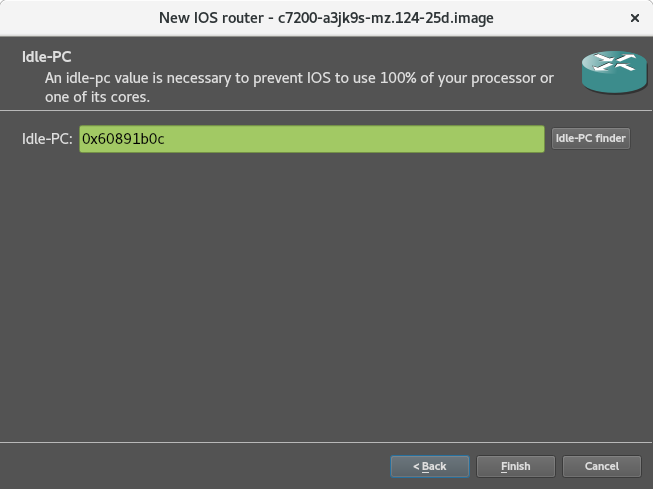 New IOS router - c7200-a3jk9s-mz.124-25d.image
Idle-PC
An idle-pc value is necessary to prevent IOS to use 100% of your processor or
one of its cores.
Idle-PC: 0x60891b0c Idle-PC finder
< Back Finish Cancel